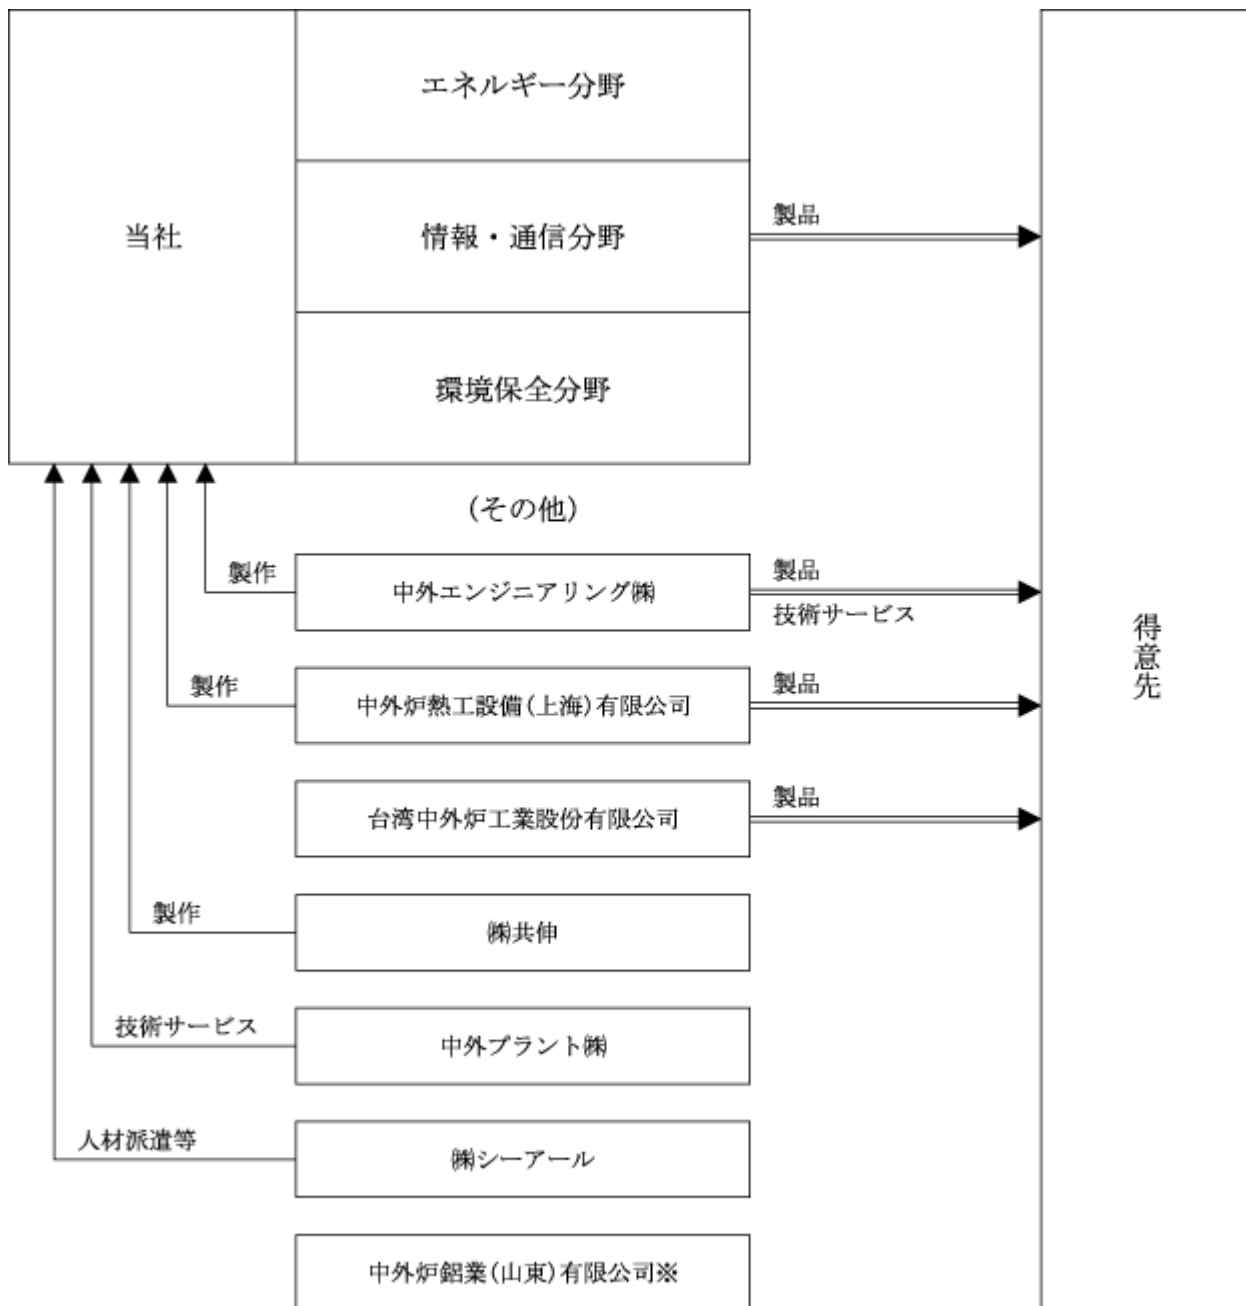 エネルギー分野
当社
情報・通信分野
製品
環境保全分野
(その他)
製作
中外エンジニアリング㈱
製品
技術サービス
製作
中外炉熱工設備(上海)有限公司
製品
台湾中外炉工業股份有限公司
製品
製作
㈱共伸
技術サービス
中外プラント㈱
人材派遣等
㈱シーアール
中外炉鋁業(山東)有限公司※
得意先